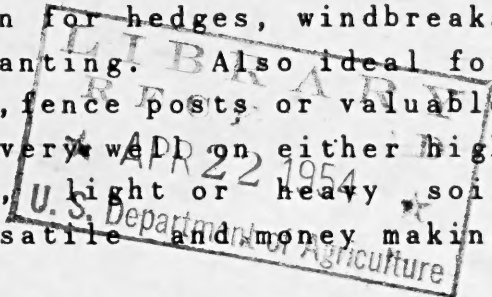 n for hedges, windbreak
anting. Also ideal fo
, fence posts or valuabl
very well on either hig
, light or heavy soi
satile and money makin
LIBRARY
REC
★ APR 22 1954 ★
U. S. Department of Agriculture